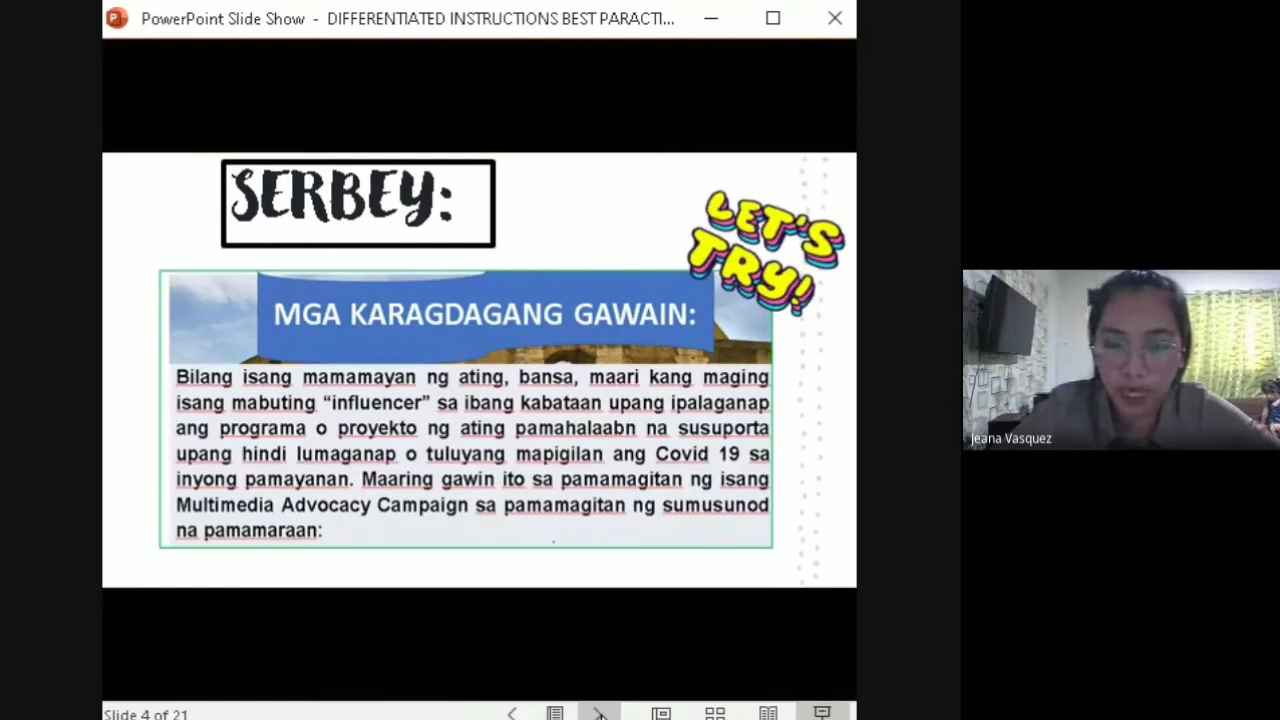 PowerPoint Slide Show - DIFFERENTIATED INSTRUCTIONS BEST PARACTI...
SERBEY:
LET'S
TRY!
MGA KARAGDAGANG GAWAIN:
Bilang isang mamamayan ng ating, bansa, maari kang maging
isang mabuting “influencer” sa ibang kabataan upang ipalaganap
ang programa o proyekto ng ating pamahalaabn na susuporta
upang hindi lumaganap o tuluyang mapigilan ang Covid 19 sa
inyong pamayanan. Maaring gawin ito sa pamamagitan ng isang
Multimedia Advocacy Campaign sa pamamagitan ng sumusunod
na pamamaraan:
Jeana Vasquez
Slide 4 of 21